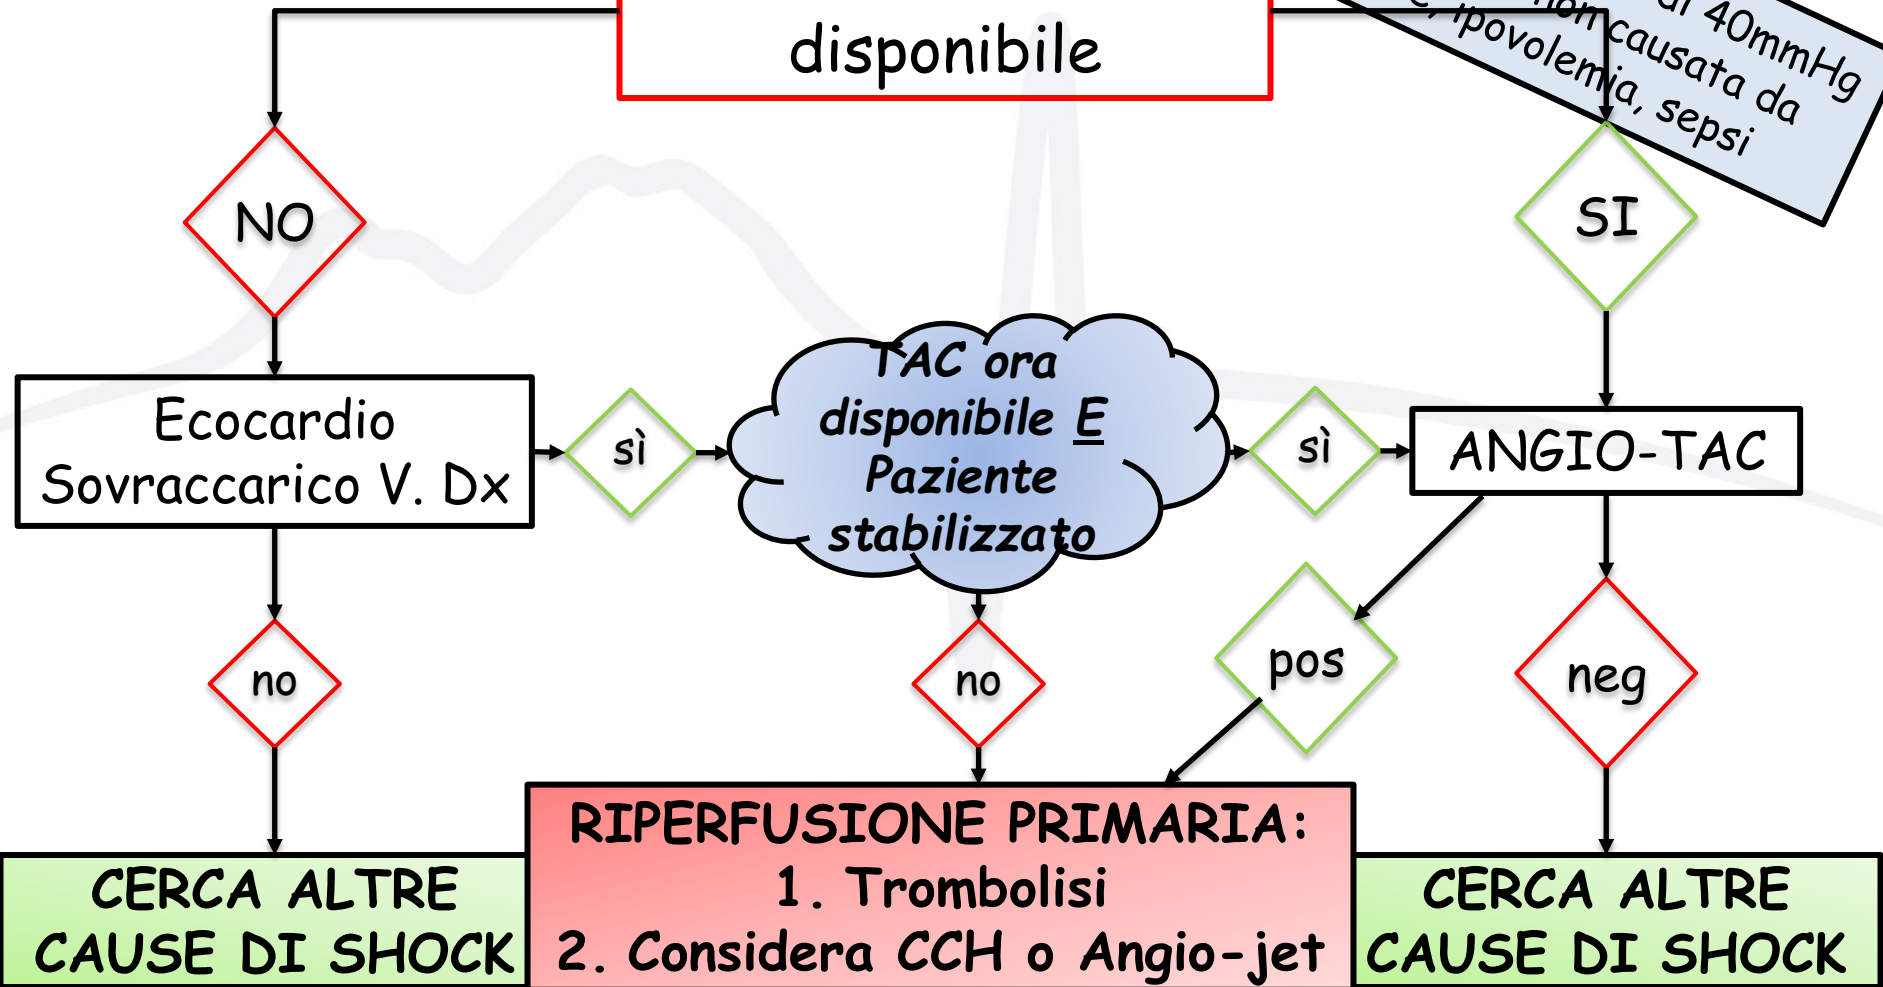 disponibile
di 40mmHg
non causata da
ipovolemia, sepsi
NO
SI
Ecocardio
Sovraccarico V. Dx
sì
TAC ora
disponibile E
Paziente
stabilizzato
sì
ANGIO-TAC
no
no
pos
neg
CERCA ALTRE
CAUSE DI SHOCK
RIPERFUSIONE PRIMARIA:
1. Trombolisi
2. Considera CCH o Angio-jet
CERCA ALTRE
CAUSE DI SHOCK